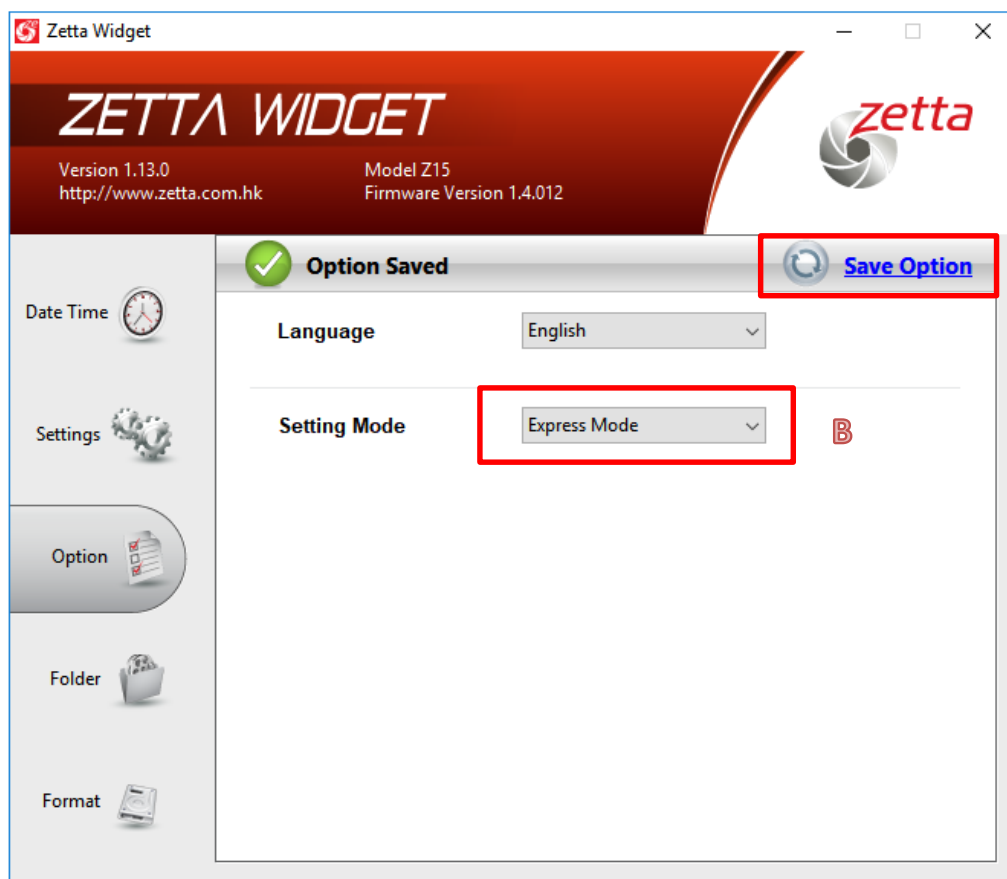 Zetta Widget
ZETTA WIDGET
zetta
Version 1.13.0
Model Z15
http://www.zetta.com.hk
Firmware Version 1.4.012
Option Saved
Save Option
Date Time
Language
English
Settings
Setting Mode
Express Mode
B
Option
Folder
Format